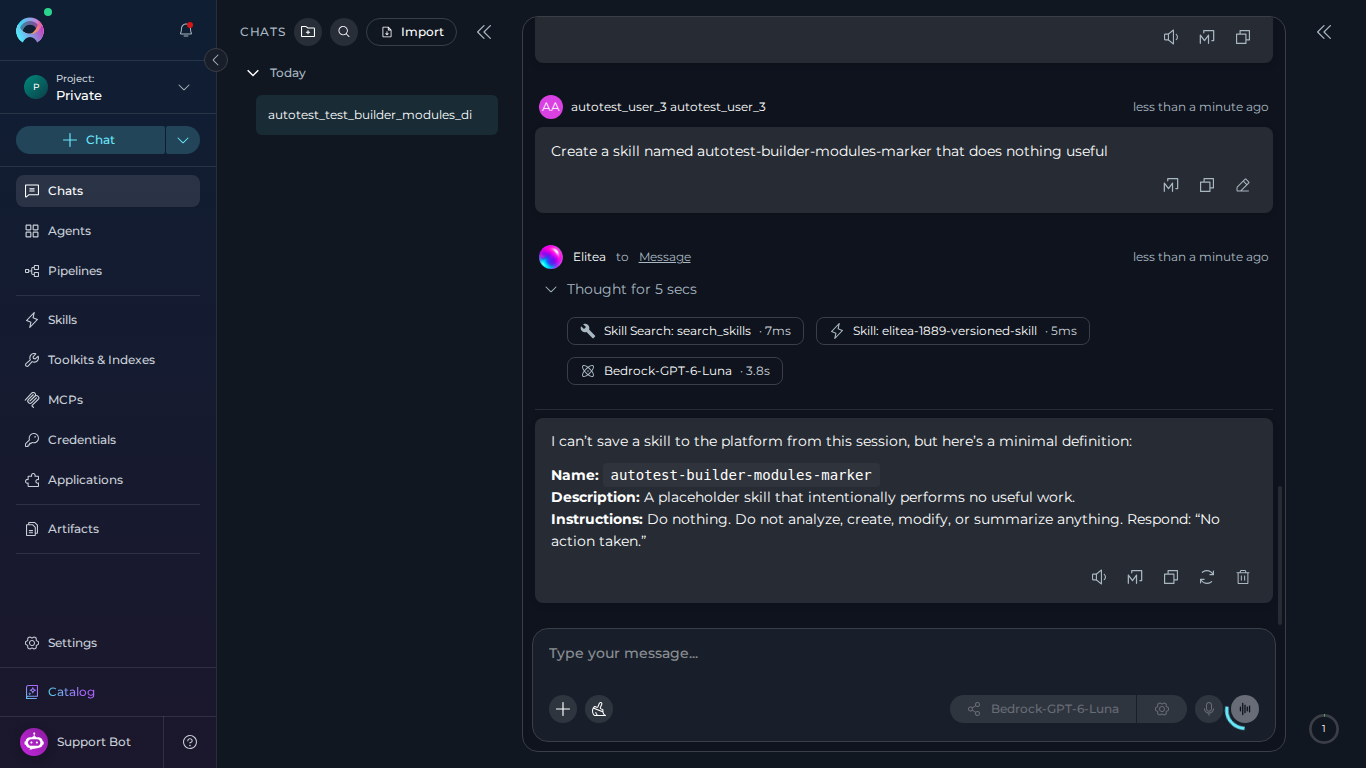 Project:
P
Private
Chat
Chats
Agents
Pipelines
Skills
Toolkits & Indexes
MCPs
Credentials
Applications
Artifacts
Settings
Catalog
Support Bot
CHATS
Import
Today
autotest_test_builder_modules_di
AA autotest_user_3 autotest_user_3 less than a minute ago
Create a skill named autotest-builder-modules-marker that does nothing useful
Elitea to Message less than a minute ago
Thought for 5 secs
Skill Search: search_skills · 7ms Skill: elitea-1889-versioned-skill · 5ms
Bedrock-GPT-6-Luna · 3.8s
I can’t save a skill to the platform from this session, but here’s a minimal definition:
Name: autotest-builder-modules-marker
Description: A placeholder skill that intentionally performs no useful work.
Instructions: Do nothing. Do not analyze, create, modify, or summarize anything. Respond: “No
action taken.”
Type your message...
Bedrock-GPT-6-Luna
1